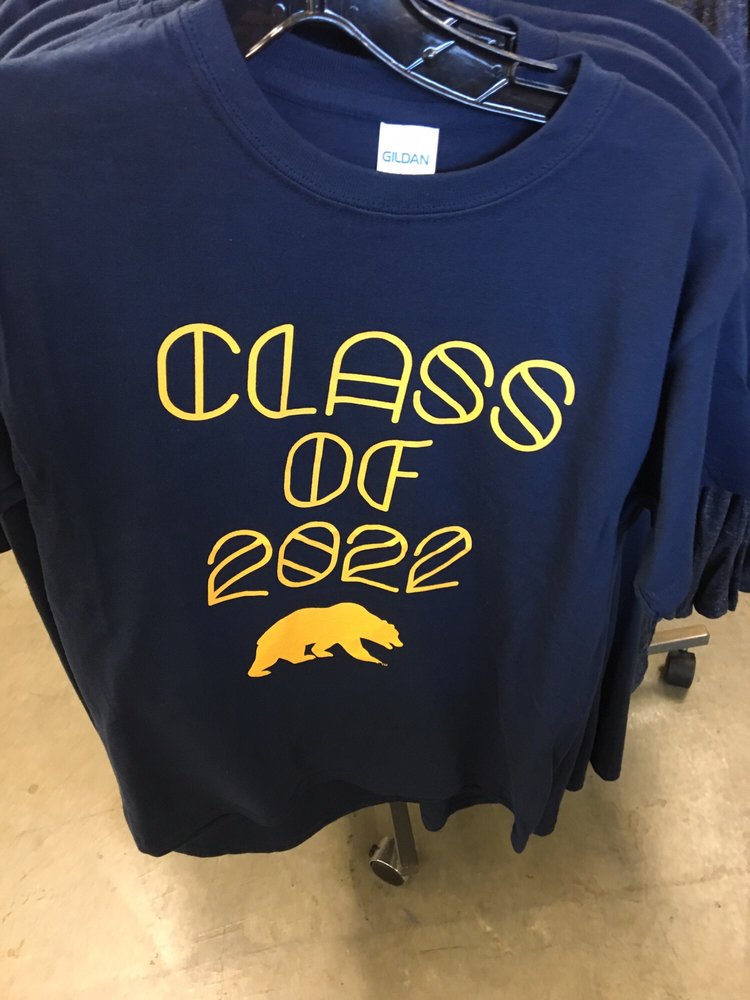 GILDAN
CLASS
OF
2022